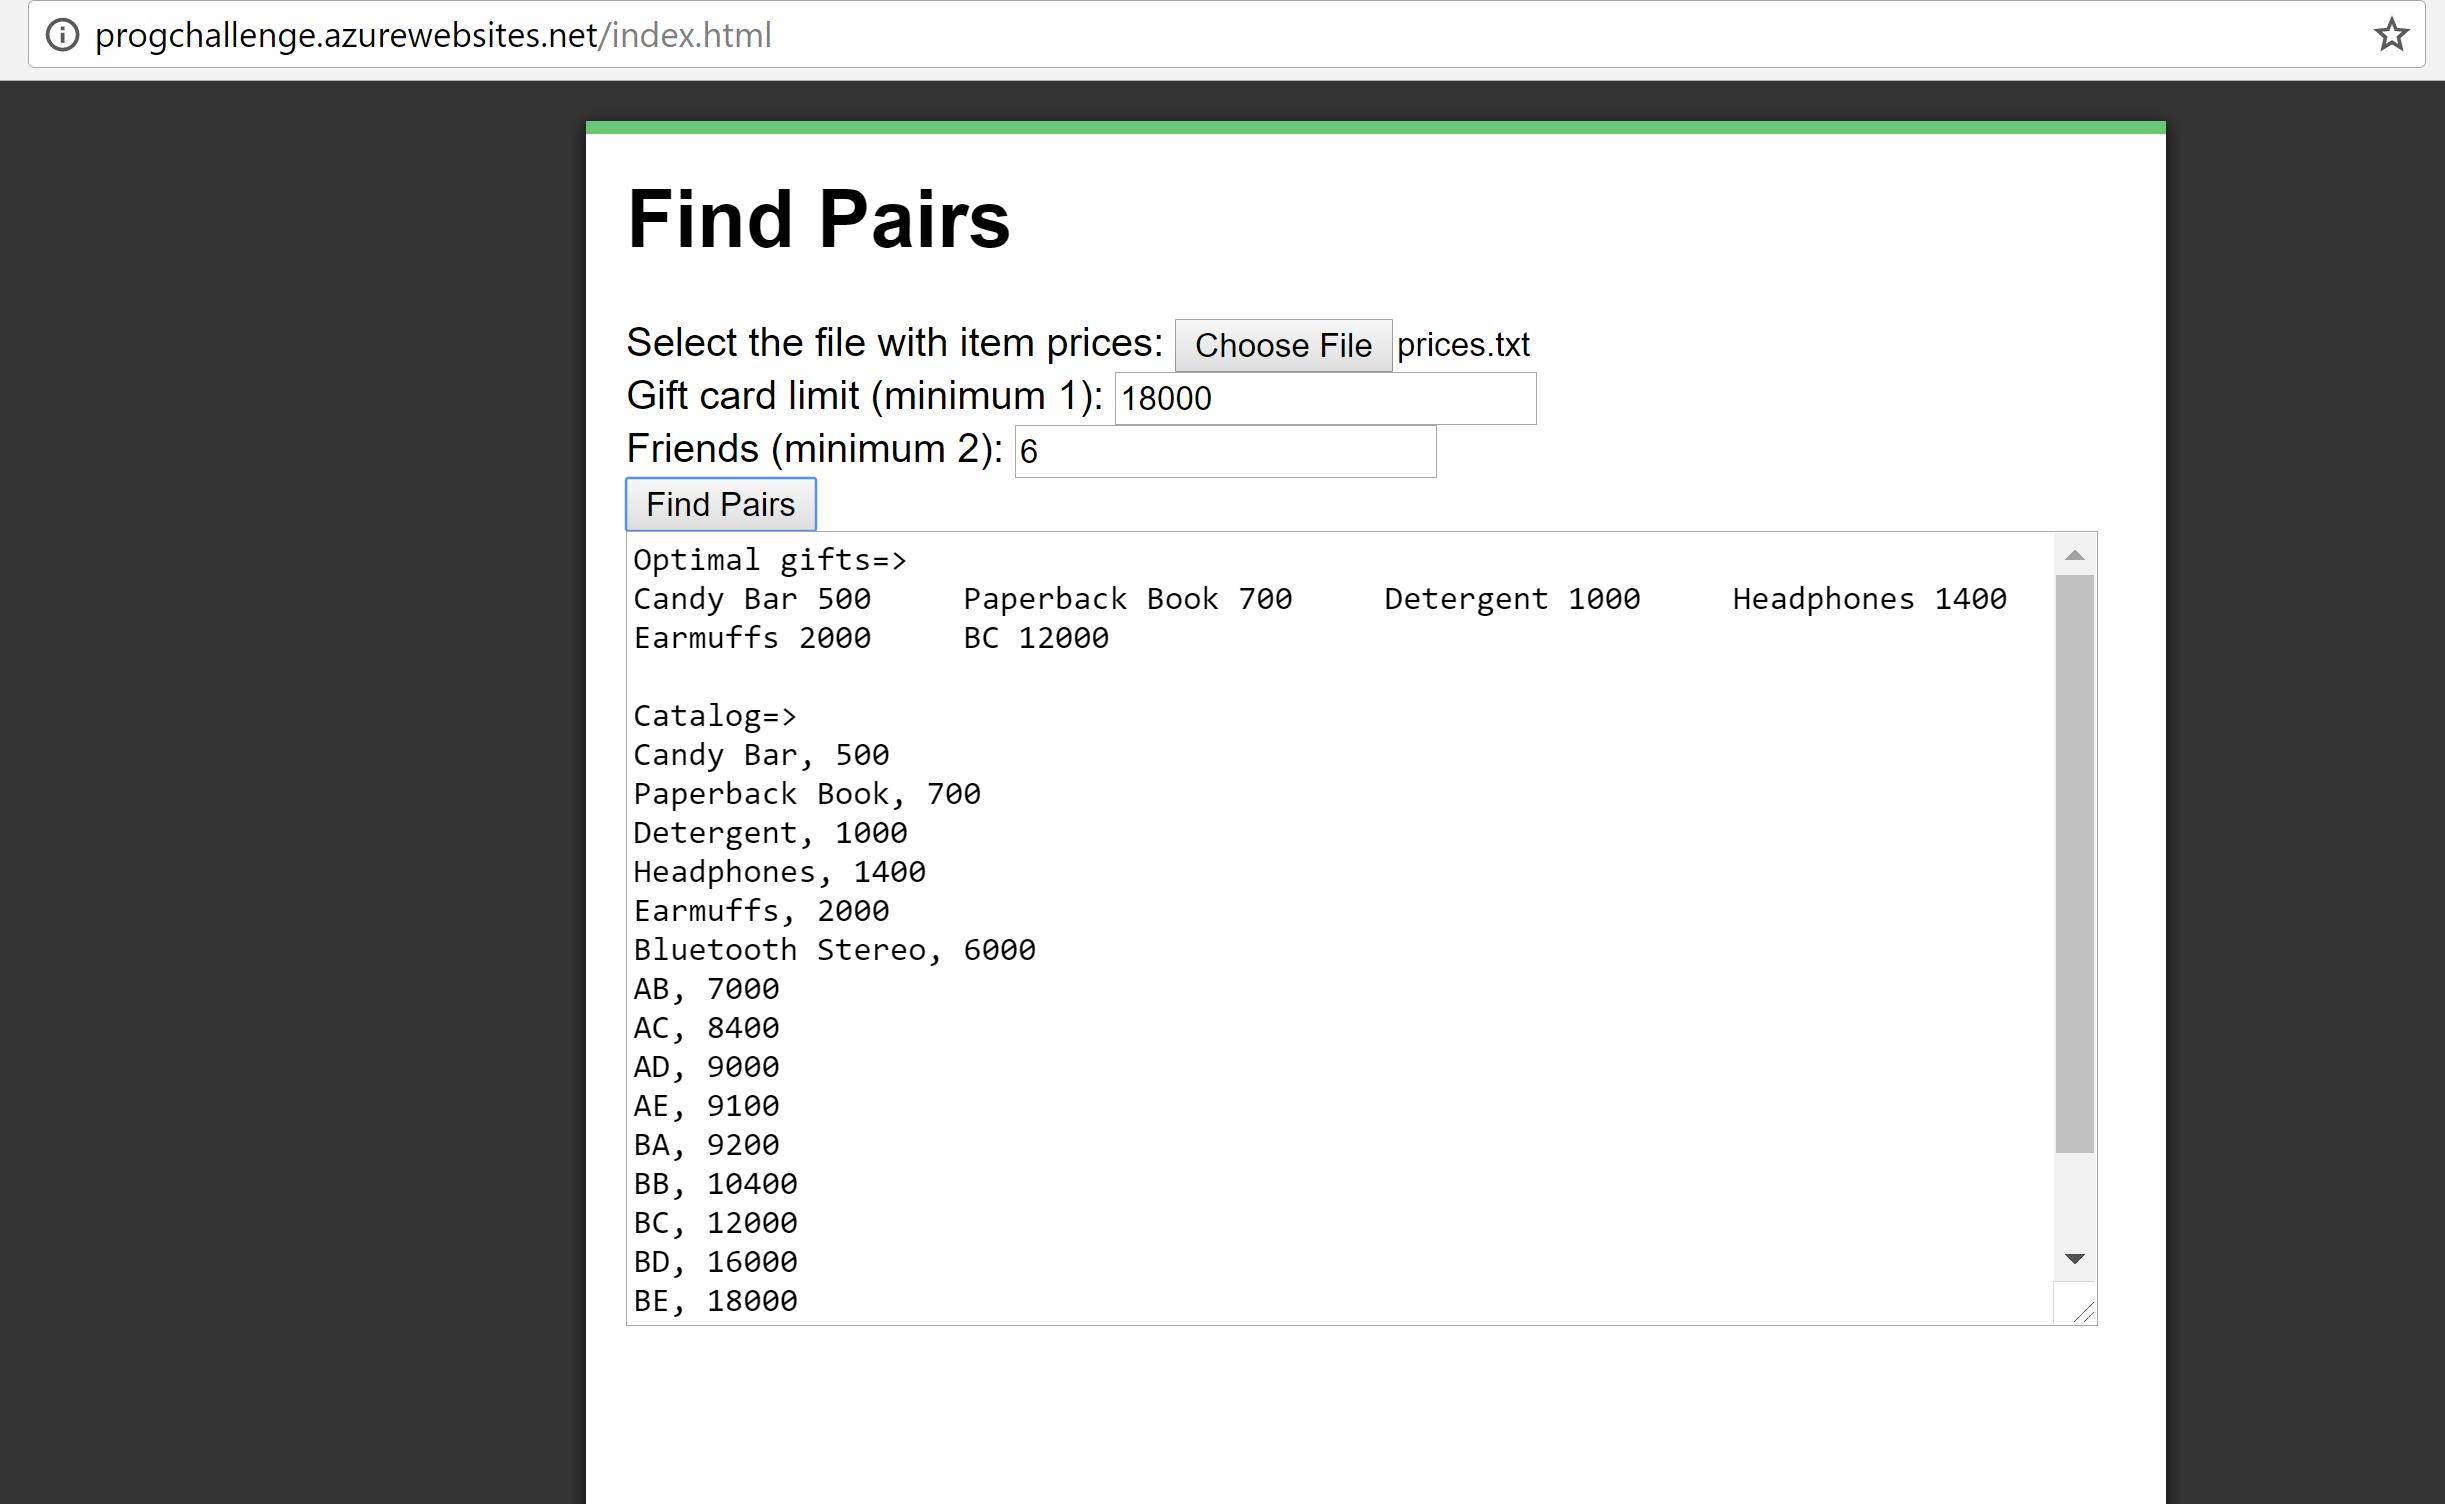 progchallenge.azurewebsites.net/index.html
Find Pairs
Select the file with item prices: Choose File prices.txt
Gift card limit (minimum 1): 18000
Friends (minimum 2): 6
Find Pairs
Optimal gifts=>
Candy Bar 500     Paperback Book 700     Detergent 1000     Headphones 1400
Earmuffs 2000     BC 12000
Catalog=>
Candy Bar, 500
Paperback Book, 700
Detergent, 1000
Headphones, 1400
Earmuffs, 2000
Bluetooth Stereo, 6000
AB, 7000
AC, 8400
AD, 9000
AE, 9100
BA, 9200
BB, 10400
BC, 12000
BD, 16000
BE, 18000